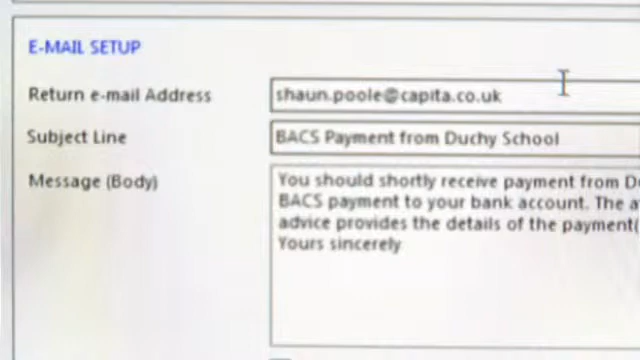 E-MAIL SETUP
Return e-mail Address shaun.poole@capita.co.uk
Subject Line BACS Payment from Duchy School
Message (Body) You should shortly receive payment from
BACS payment to your bank account. The
advice provides the details of the payment(
Yours sincerely